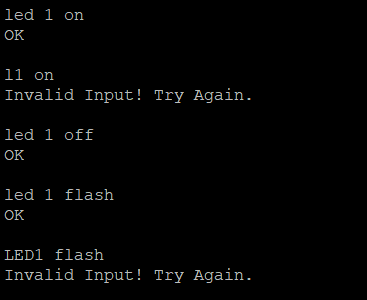 led 1 on
OK
l1 on
Invalid Input! Try Again.
led 1 off
OK
led 1 flash
OK
LED1 flash
Invalid Input! Try Again.